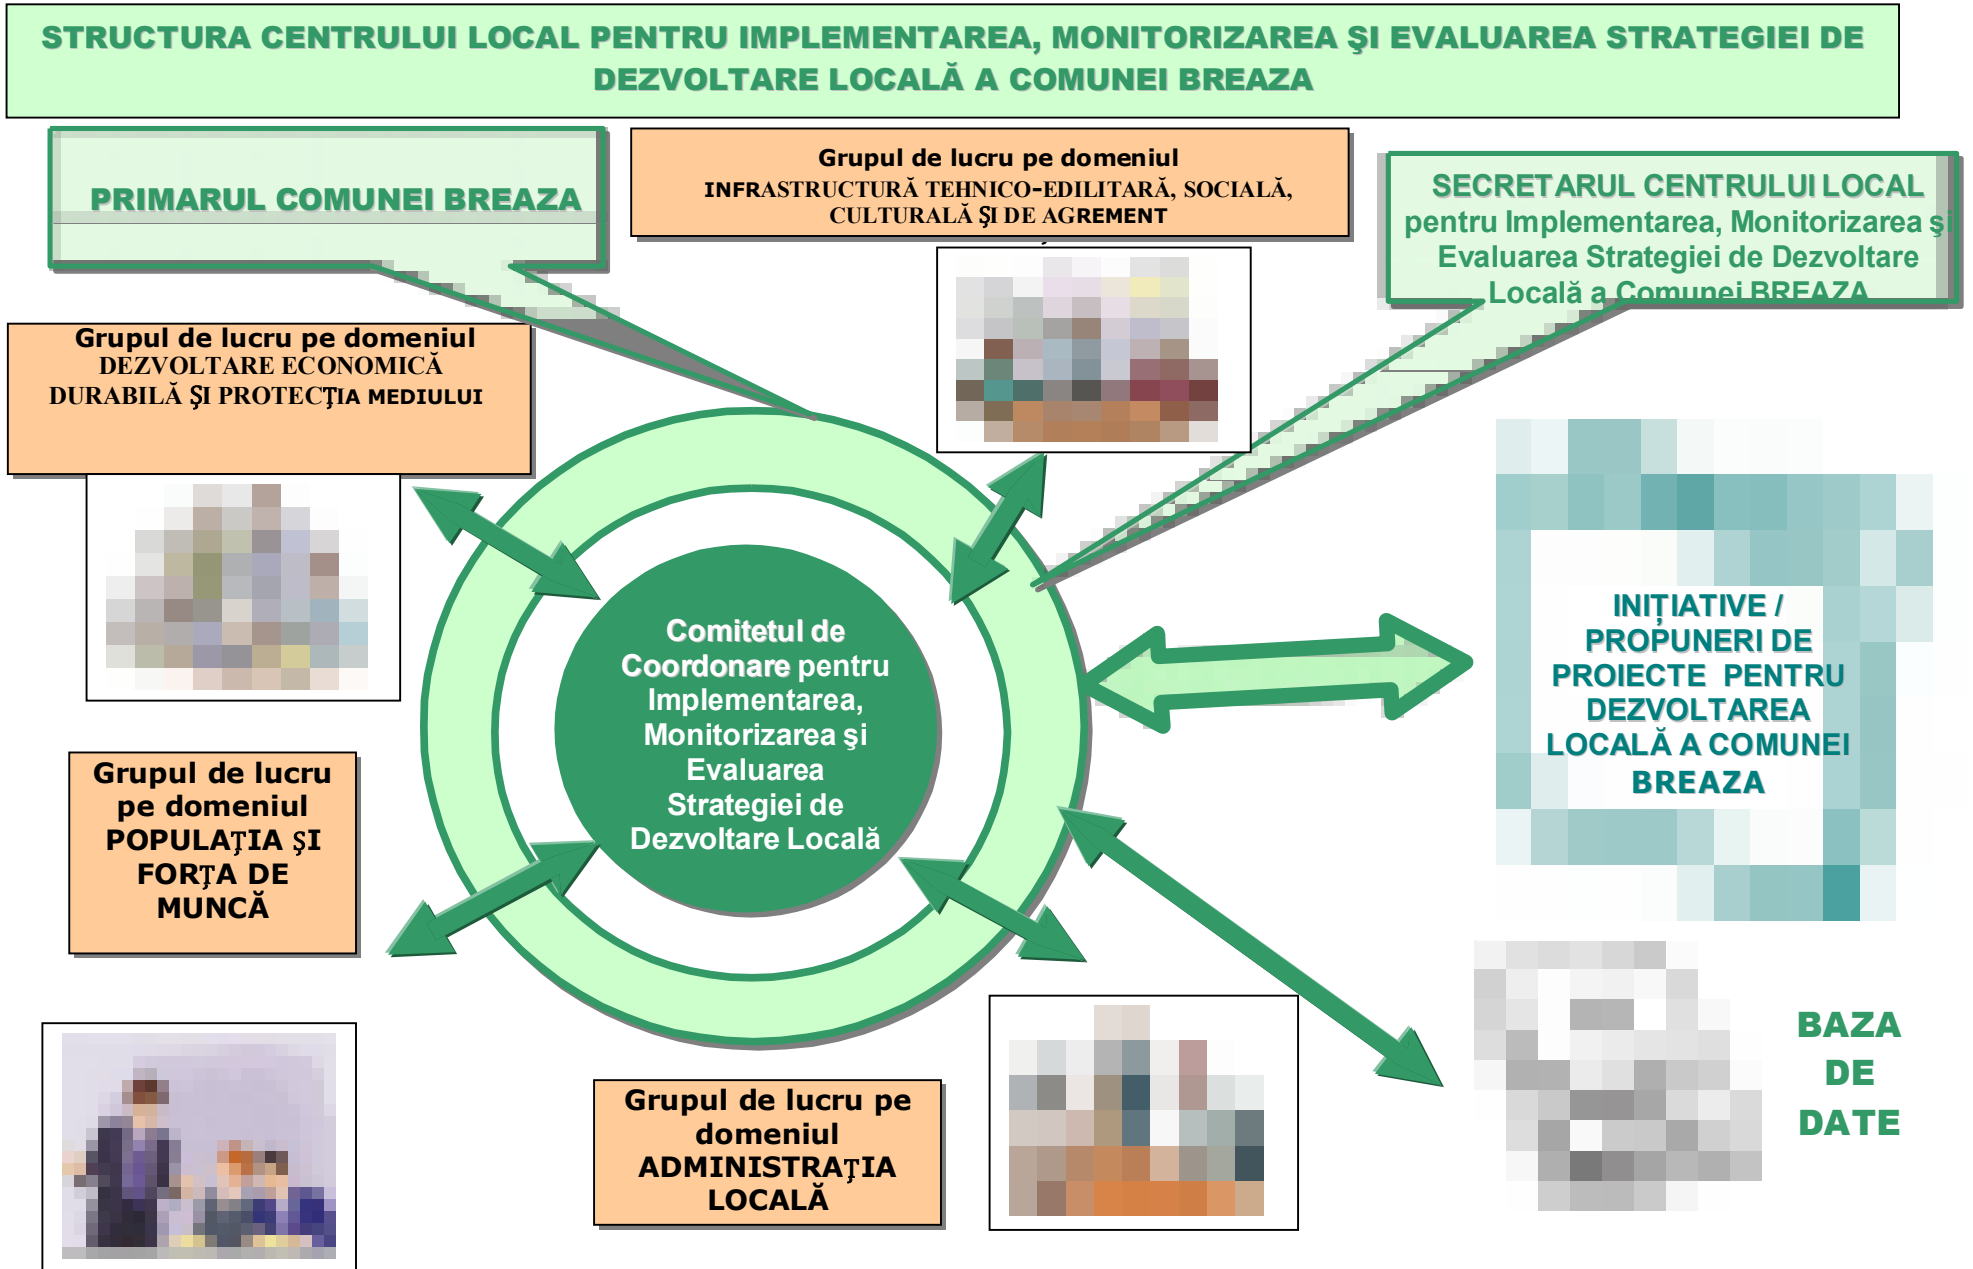 STRUCTURA CENTRULUI LOCAL PENTRU IMPLEMENTAREA, MONITORIZAREA ŞI EVALUAREA STRATEGIEI DE
DEZVOLTARE LOCALĂ A COMUNEI BREAZA
PRIMARUL COMUNEI BREAZA
Grupul de lucru pe domeniul
INFRASTRUCTURĂ TEHNICO-EDILITARĂ, SOCIALĂ,
CULTURALĂ ŞI DE AGREMENT
SECRETARUL CENTRULUI LOCAL
pentru Implementarea, Monitorizarea şi
Evaluarea Strategiei de Dezvoltare
Locală a Comunei BREAZA
Grupul de lucru pe domeniul
DEZVOLTARE ECONOMICĂ
DURABILĂ ŞI PROTECŢIA MEDIULUI
Comitetul de
Coordonare pentru
Implementarea,
Monitorizarea şi
Evaluarea
Strategiei de
Dezvoltare Locală
INIȚIATIVE /
PROPUNERI DE
PROIECTE PENTRU
DEZVOLTAREA
LOCALĂ A COMUNEI
BREAZA
Grupul de lucru
pe domeniul
POPULAŢIA ŞI
FORŢA DE
MUNCĂ
Grupul de lucru pe
domeniul
ADMINISTRAŢIA
LOCALĂ
BAZA
DE
DATE